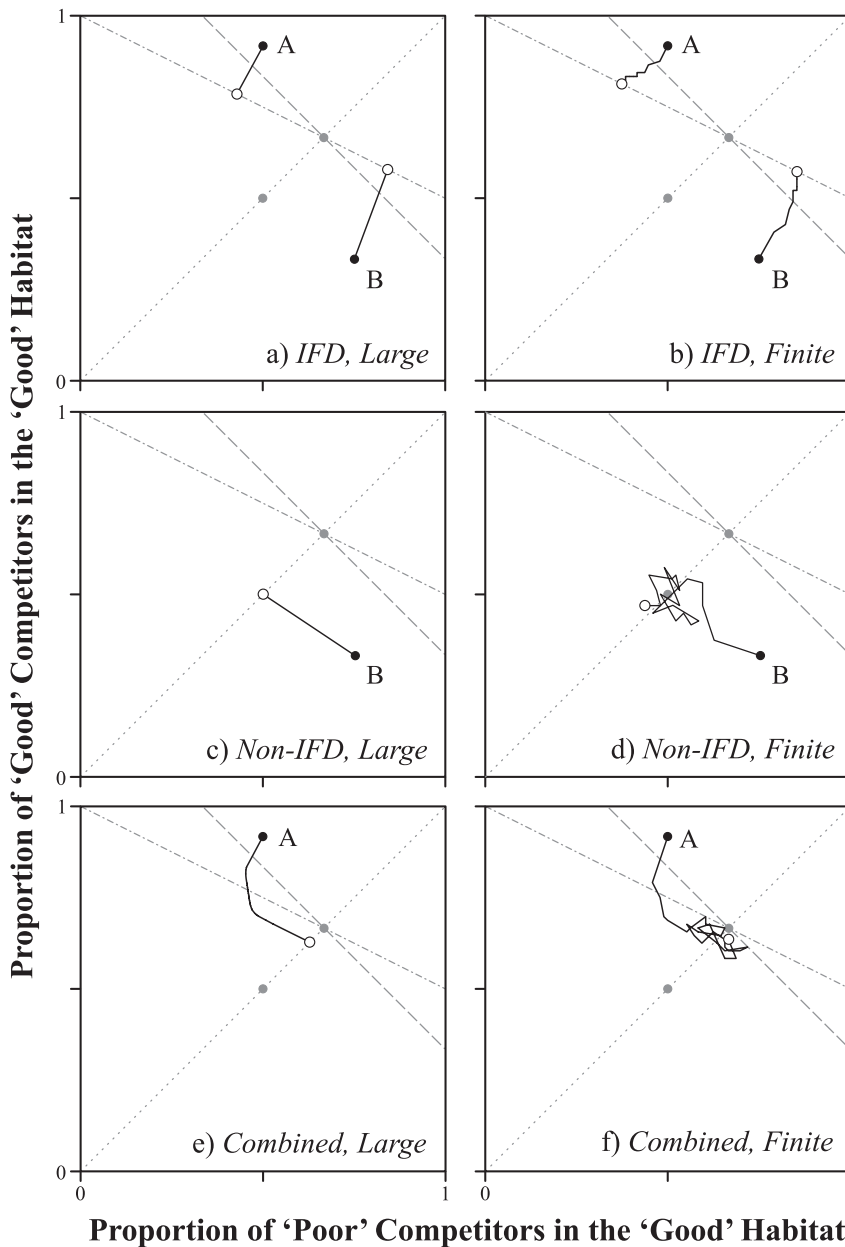 Proportion of 'Good' Competitors in the 'Good' Habitat
1
A
B
a) IFD, Large
0
A
B
b) IFD, Finite
1
B
c) Non-IFD, Large
0
B
d) Non-IFD, Finite
1
A
e) Combined, Large
0
0
1
A
f) Combined, Finite
0
Proportion of 'Poor' Competitors in the 'Good' Habitat